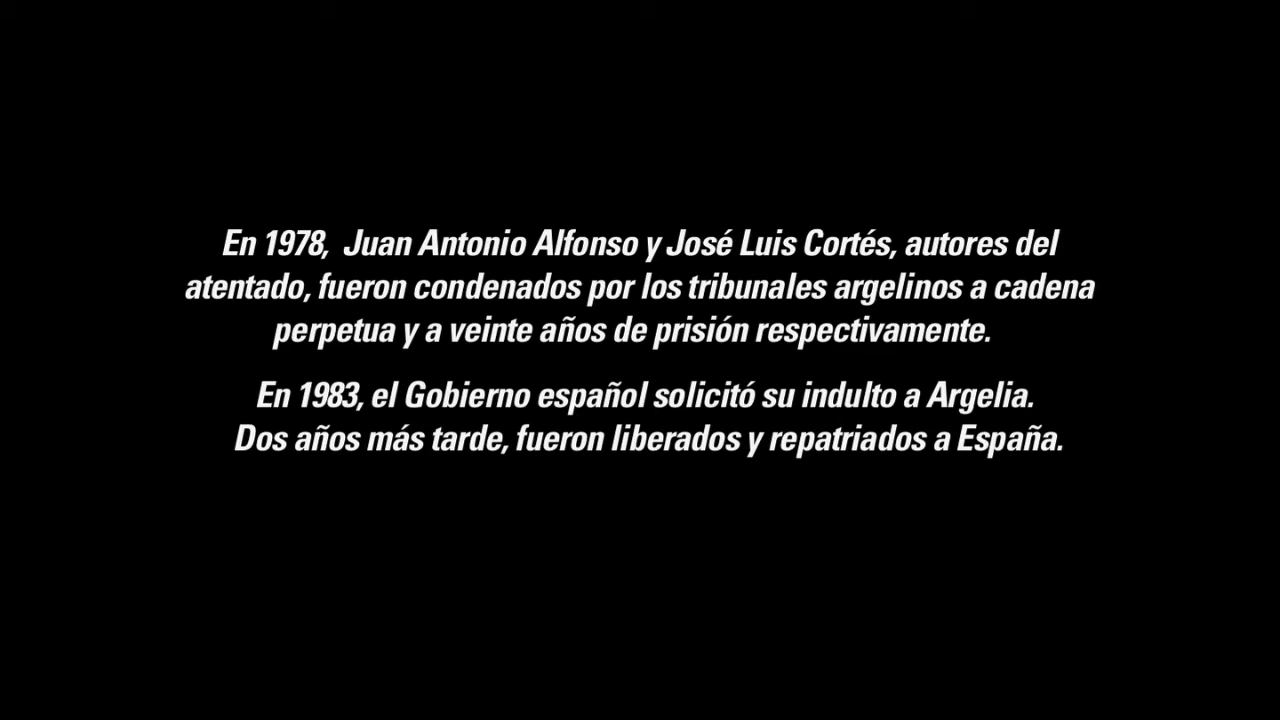 En 1978, Juan Antonio Alfonso y José Luis Cortés, autores del
atentado, fueron condenados por los tribunales argelinos a cadena
perpetua y a veinte años de prisión respectivamente.
En 1983, el Gobierno español solicitó su indulto a Argelia.
Dos años más tarde, fueron liberados y repatriados a España.